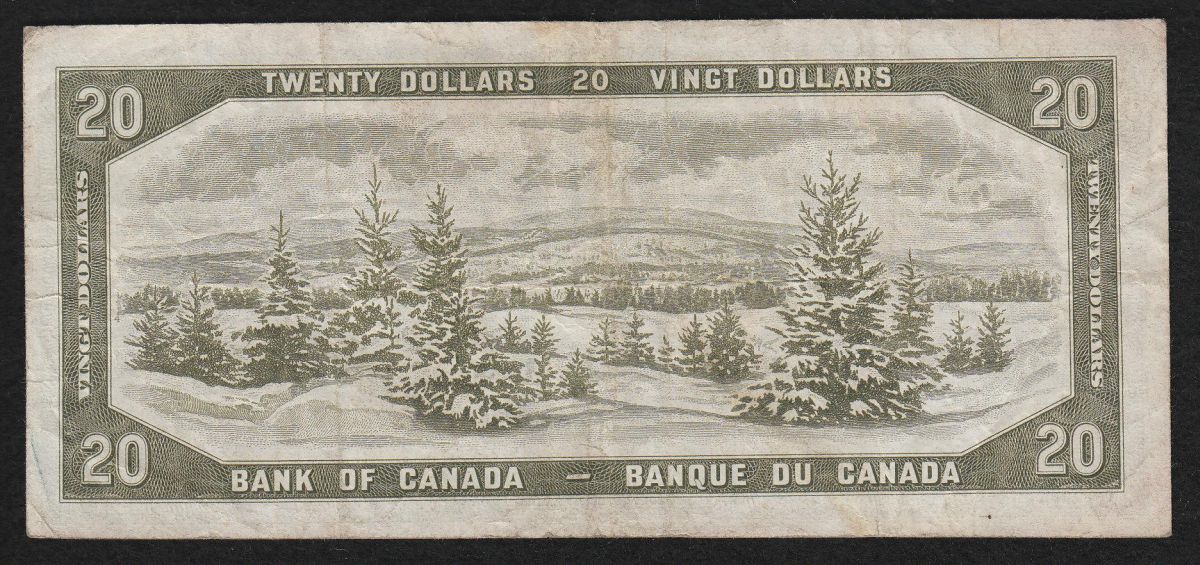 TWENTY DOLLARS 20 VINGT DOLLARS
20
20
VINGT DOLLARS
TWENTY DOLLARS
20
20
BANK OF CANADA — BANQUE DU CANADA